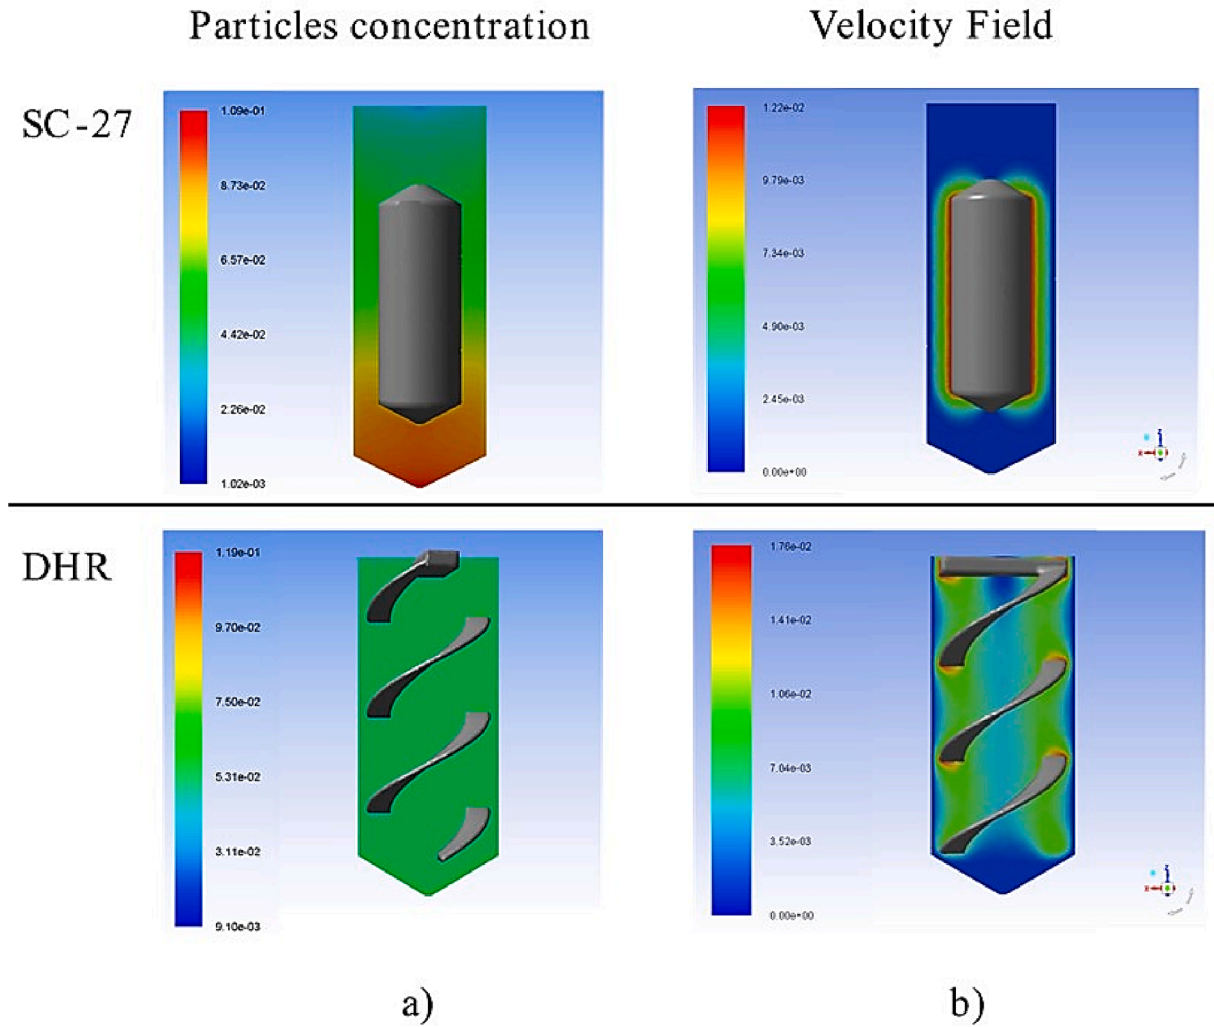 Particles concentration
Velocity Field
SC-27
1.09e-01
8.73e-02
6.57e-02
4.42e-02
2.26e-02
1.02e-03
1.22e-02
9.79e-03
7.34e-03
4.90e-03
2.45e-03
0.00e+00
Z
X
DHR
1.19e-01
9.70e-02
7.50e-02
5.31e-02
3.11e-02
9.10e-03
1.76e-02
1.41e-02
1.06e-02
7.04e-03
3.52e-03
0.00e+00
Z
X
a)
b)